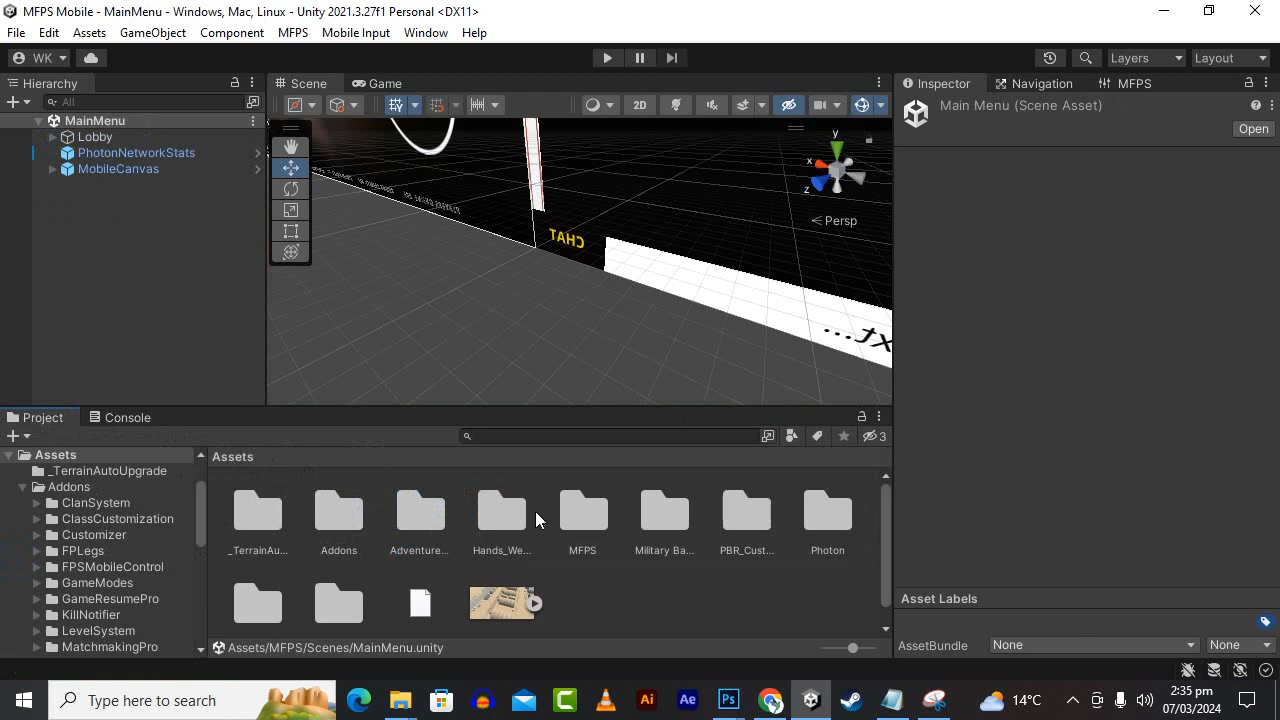 MFPS Mobile - MainMenu - Windows, Mac, Linux - Unity 2021.3.27f1 Personal <DX11>
File Edit Assets GameObject Component MFPS Mobile Input Window Help
WK Layers Layout
Hierarchy
Scene Game
Inspector Navigation MFPS
All
2D
Main Menu (Scene Asset)
Open
MainMenu
Lobby
PhotonNetworkStats
MobileCanvas
y
x
z
Persp
CHAT
Project Console
3
Assets
_TerrainAutoUpgrade
Addons
ClanSystem
ClassCustomization
Customizer
FPLegs
FPSMobileControl
GameModes
GameResumePro
KillNotifier
LevelSystem
MatchmakingPro
Assets
_TerrainAu... Addons Adventure... Hands_We... MFPS Military Ba... PBR_Cust... Photon
Assets/MFPS/Scenes/MainMenu.unity
Asset Labels
AssetBundle None None
Type here to search
Ai Ae Ps
14°C
2:35 pm
07/03/2024